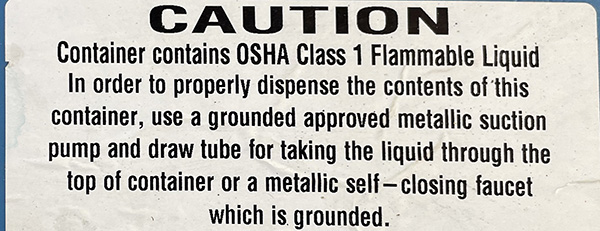 CAUTION
Container contains OSHA Class 1 Flammable Liquid
In order to properly dispense the contents of this
container, use a grounded approved metallic suction
pump and draw tube for taking the liquid through the
top of container or a metallic self–closing faucet
which is grounded.